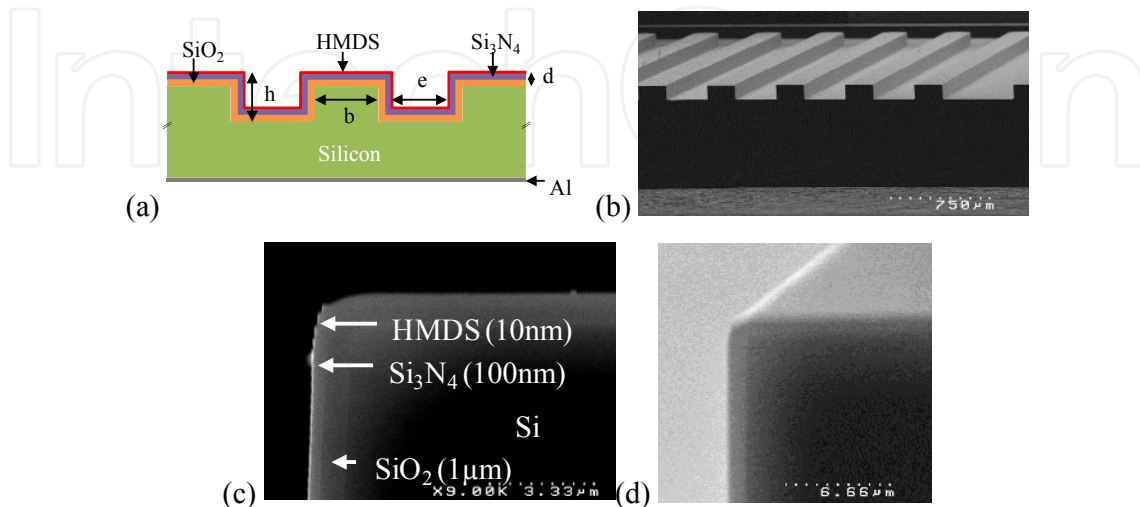 SiO₂ HMDS Si₃N₄
h e d
b
Silicon
Al
(a)
(b)
750µm
HMDS (10nm)
Si₃N₄ (100nm)
Si
SiO₂ (1µm)
(c)
X9.00K 3.33µm
(d)
6.66µm